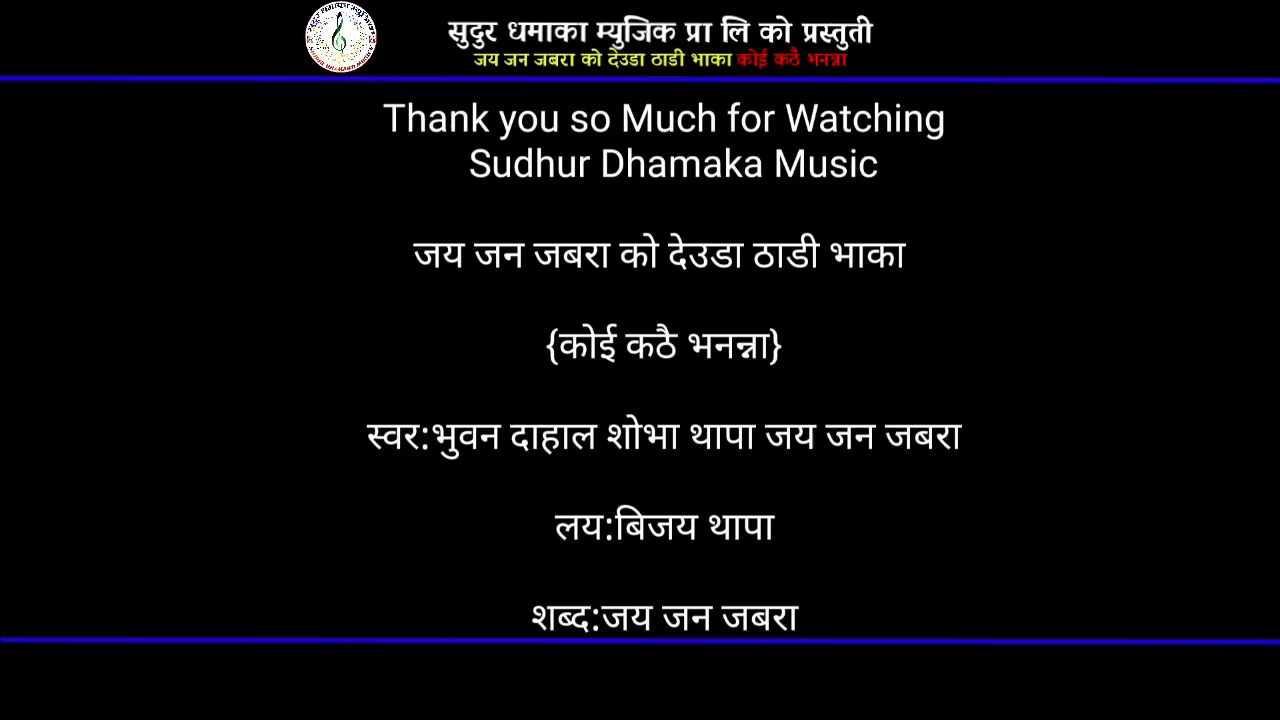 सुदुर धमाका म्युजिक प्रा लि को प्रस्तुती
जय जन जबरा को देउडा ठाडी भाका कोई कठै भनन्ना
Thank you so Much for Watching
Sudhur Dhamaka Music
जय जन जबरा को देउडा ठाडी भाका
{कोई कठै भनन्ना}
स्वर:भुवन दाहाल शोभा थापा जय जन जबरा
लय:बिजय थापा
शब्द:जय जन जबरा